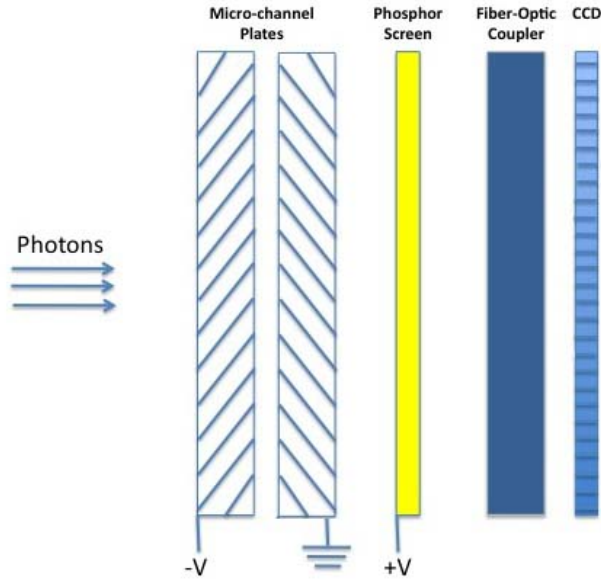 Micro-channel
Plates
Phosphor
Screen
Fiber-Optic
Coupler
CCD
Photons
-V
+V